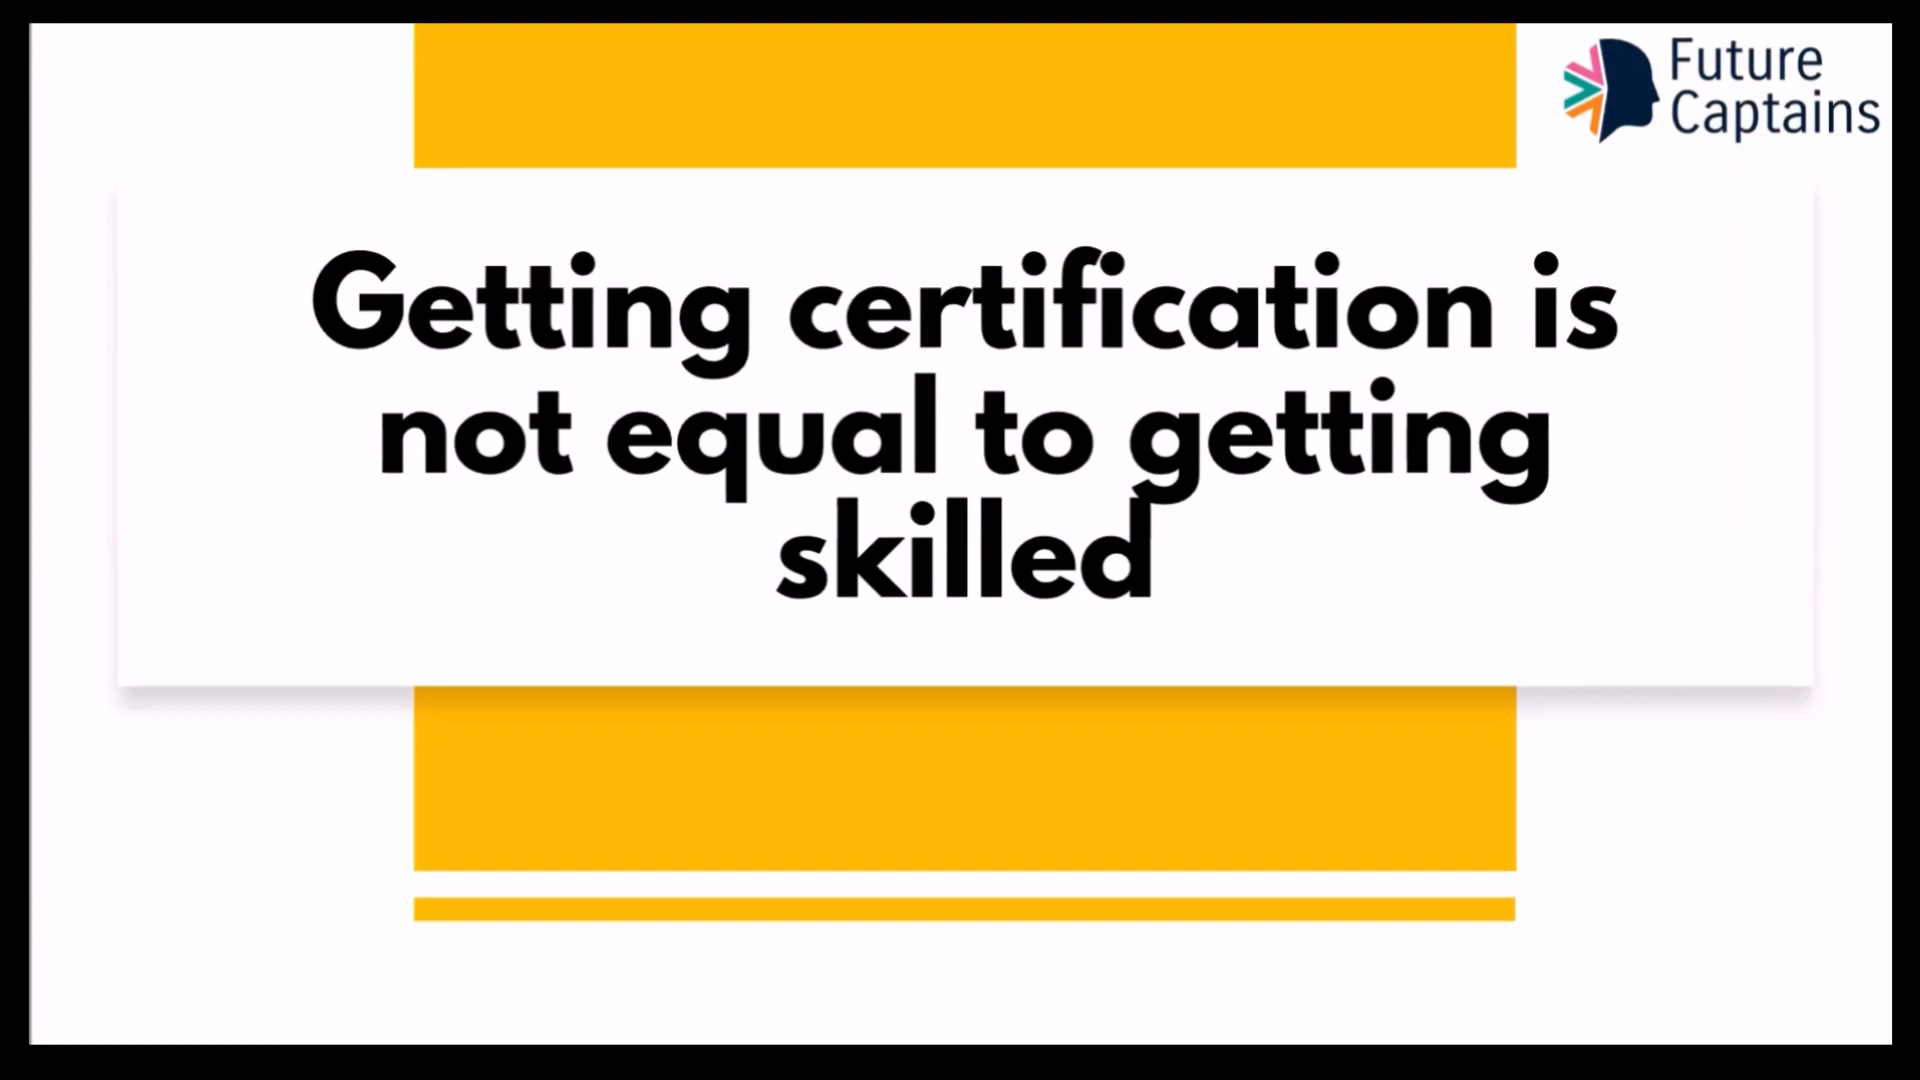 Future
Captains
Getting certification is
not equal to getting
skilled